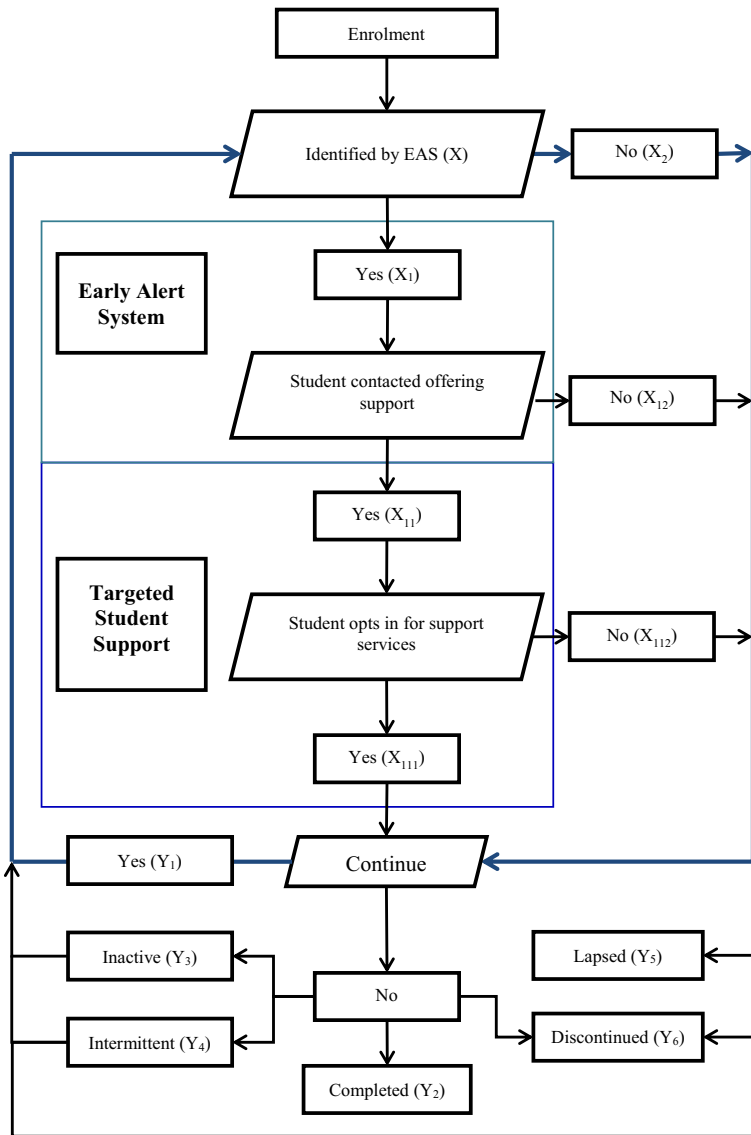 Enrolment
Identified by EAS (X)
No (X₂)
Early Alert
System
Yes (X₁)
Student contacted offering
support
No (X₁₂)
Yes (X₁₁)
Targeted
Student
Support
Student opts in for support
services
No (X₁₁₂)
Yes (X₁₁₁)
Yes (Y₁)
Continue
Inactive (Y₃)
Lapsed (Y₅)
No
Intermittent (Y₄)
Discontinued (Y₆)
Completed (Y₂)